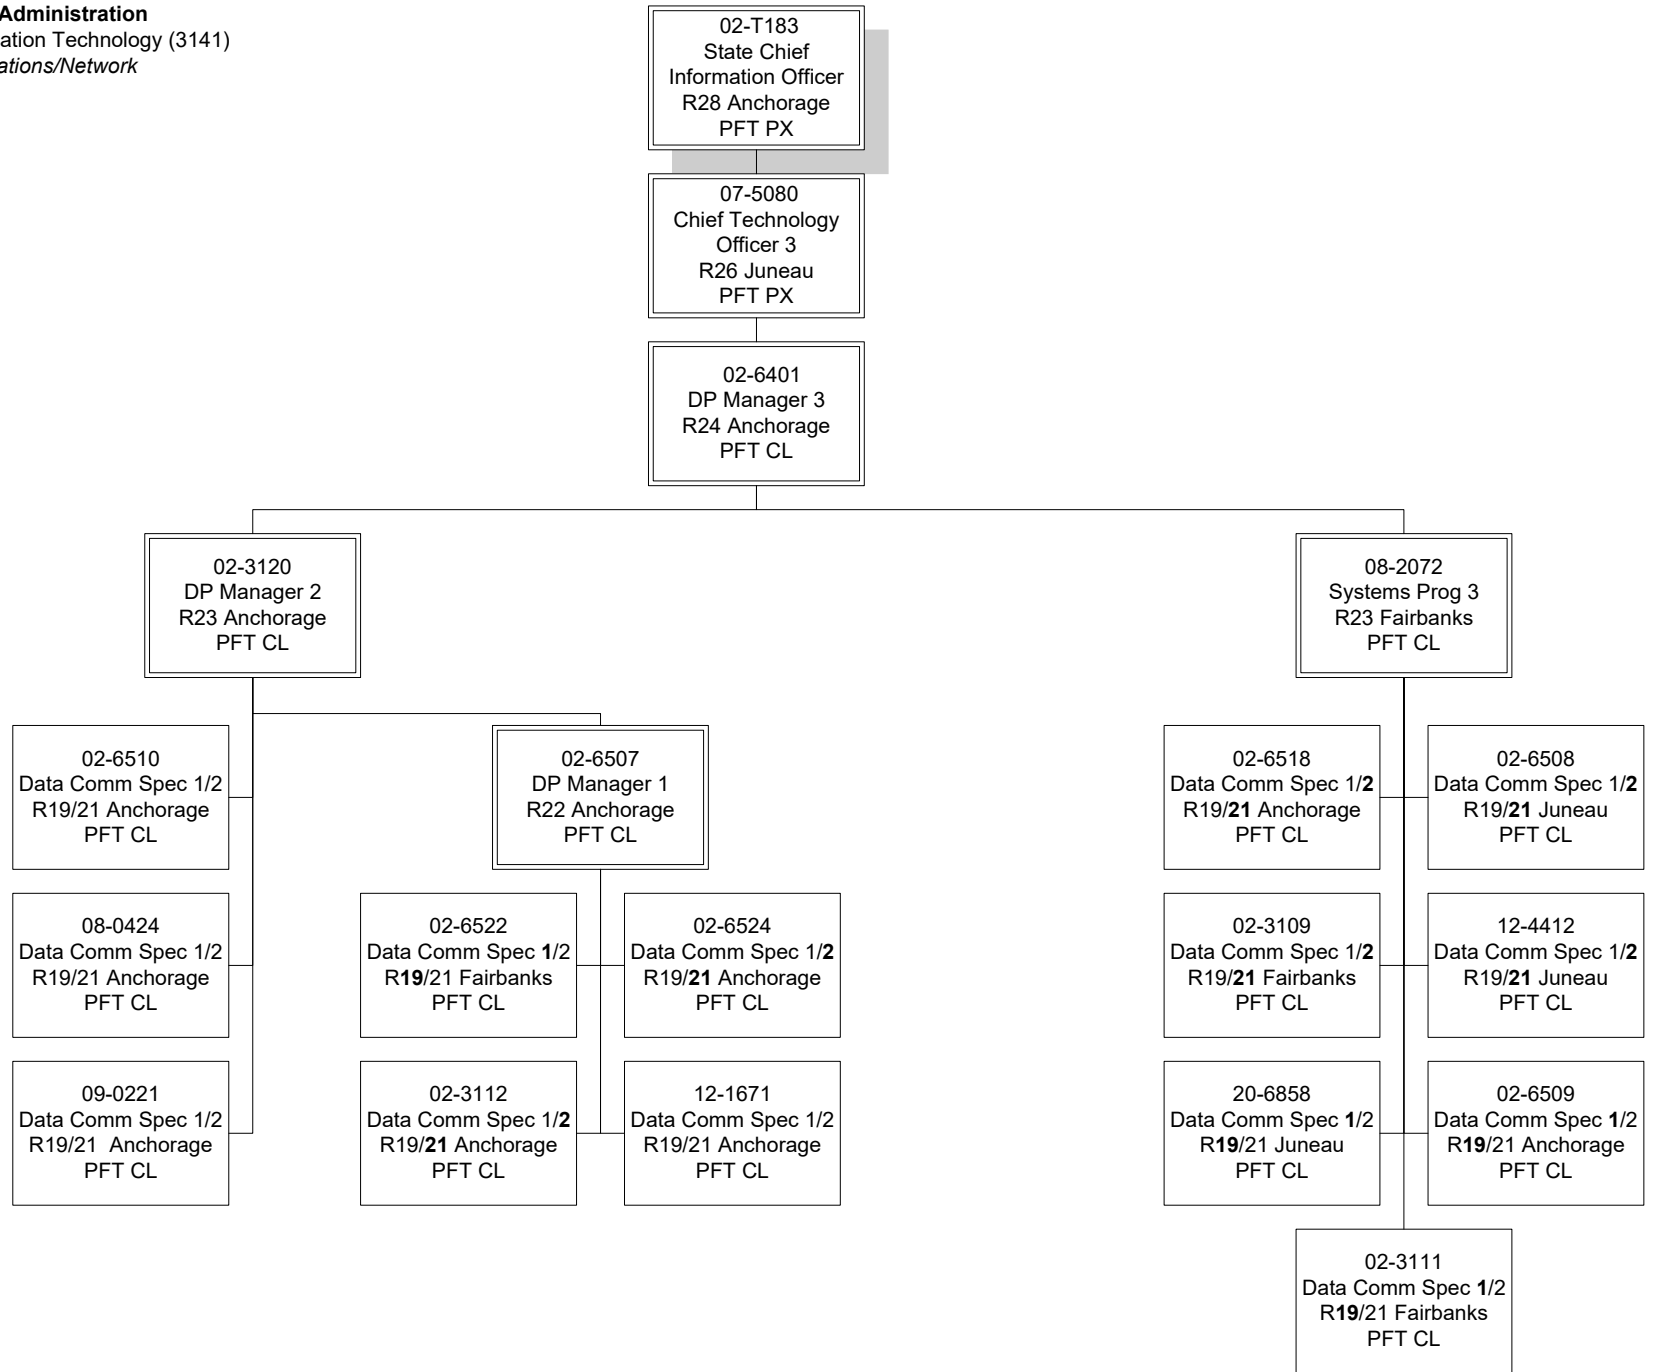 Administration
ation Technology (3141)
ations/Network
02-T183
State Chief
Information Officer
R28 Anchorage
PFT PX
07-5080
Chief Technology
Officer 3
R26 Juneau
PFT PX
02-6401
DP Manager 3
R24 Anchorage
PFT CL
02-3120
DP Manager 2
R23 Anchorage
PFT CL
08-2072
Systems Prog 3
R23 Fairbanks
PFT CL
02-6510
Data Comm Spec 1/2
R19/21 Anchorage
PFT CL
02-6507
DP Manager 1
R22 Anchorage
PFT CL
02-6518
Data Comm Spec 1/2
R19/21 Anchorage
PFT CL
02-6508
Data Comm Spec 1/2
R19/21 Juneau
PFT CL
08-0424
Data Comm Spec 1/2
R19/21 Anchorage
PFT CL
02-6522
Data Comm Spec 1/2
R19/21 Fairbanks
PFT CL
02-6524
Data Comm Spec 1/2
R19/21 Anchorage
PFT CL
02-3109
Data Comm Spec 1/2
R19/21 Fairbanks
PFT CL
12-4412
Data Comm Spec 1/2
R19/21 Juneau
PFT CL
09-0221
Data Comm Spec 1/2
R19/21 Anchorage
PFT CL
02-3112
Data Comm Spec 1/2
R19/21 Anchorage
PFT CL
12-1671
Data Comm Spec 1/2
R19/21 Anchorage
PFT CL
20-6858
Data Comm Spec 1/2
R19/21 Juneau
PFT CL
02-6509
Data Comm Spec 1/2
R19/21 Anchorage
PFT CL
02-3111
Data Comm Spec 1/2
R19/21 Fairbanks
PFT CL